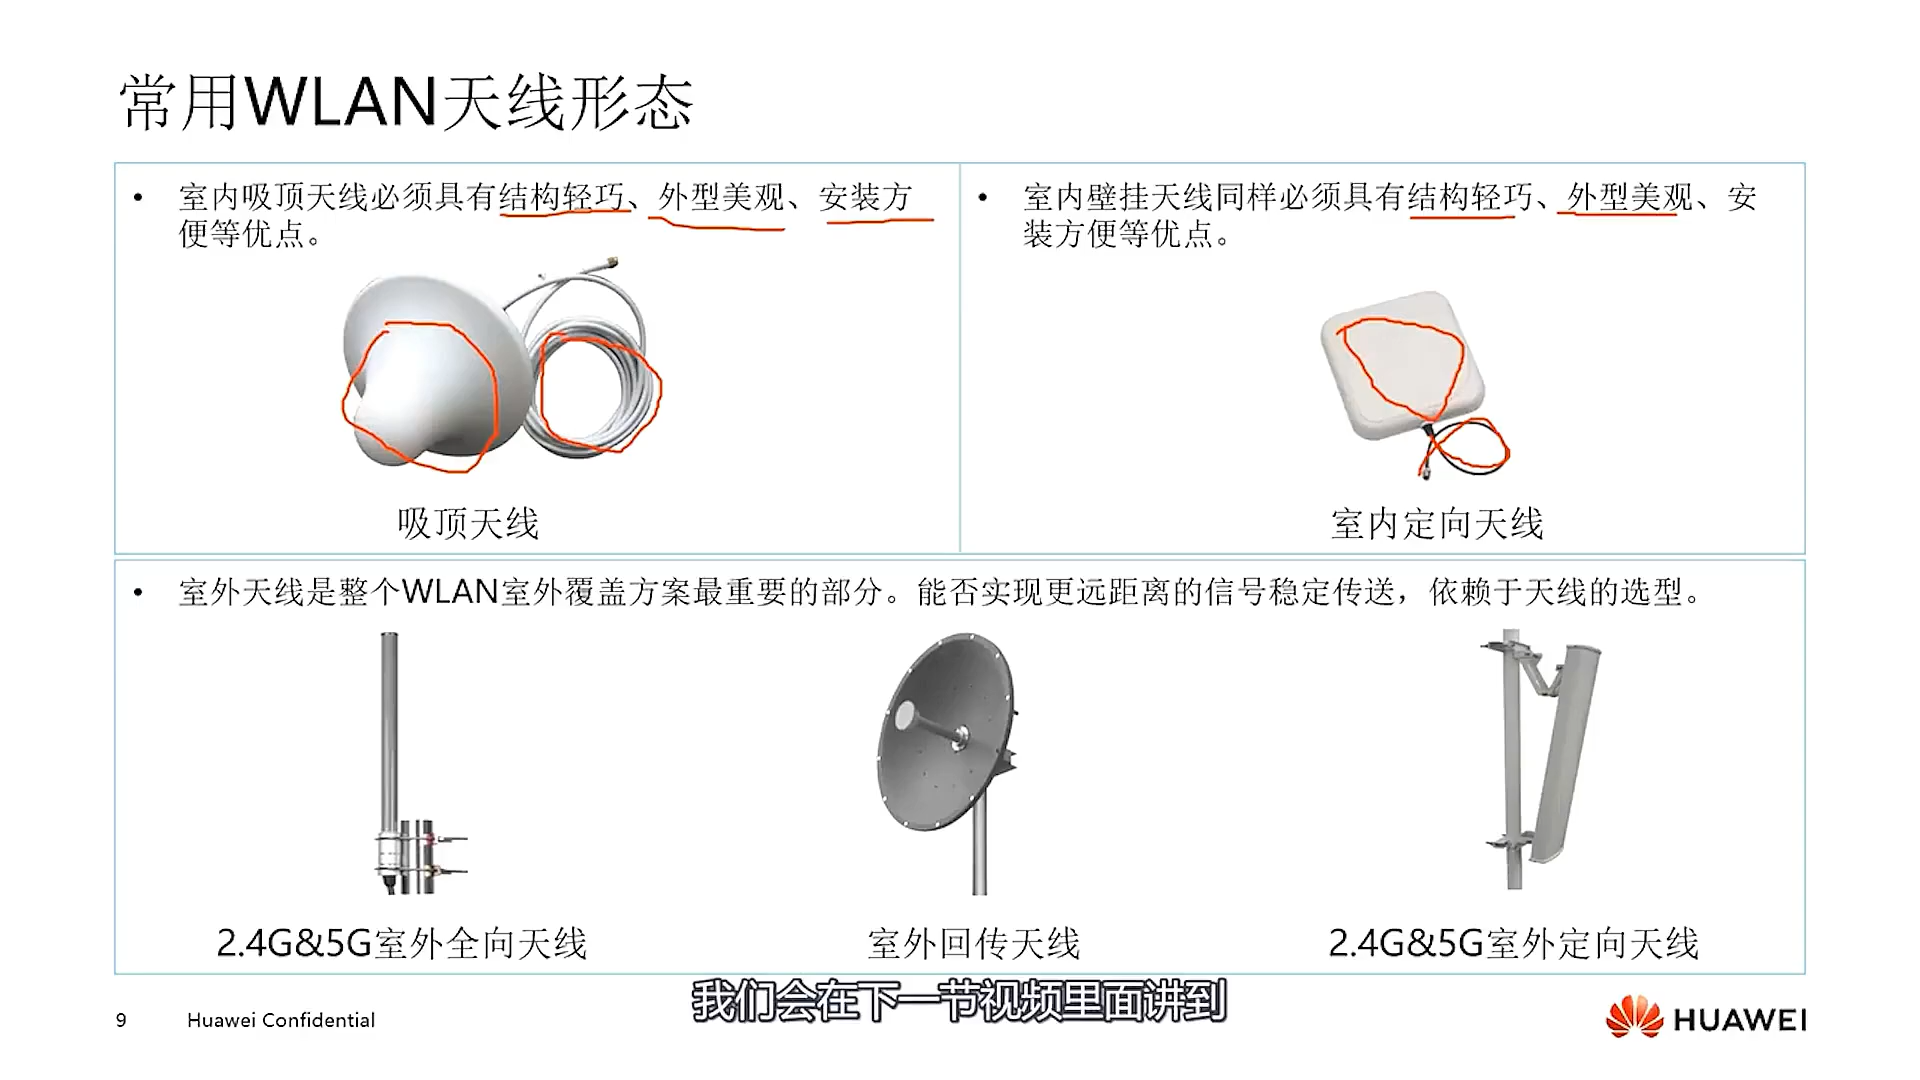 常用WLAN天线形态
• 室内吸顶天线必须具有结构轻巧、外型美观、安装方
便等优点。
吸顶天线
• 室内壁挂天线同样必须具有结构轻巧、外型美观、安
装方便等优点。
室内定向天线
• 室外天线是整个WLAN室外覆盖方案最重要的部分。能否实现更远距离的信号稳定传送，依赖于天线的选型。
2.4G&5G室外全向天线
室外回传天线
2.4G&5G室外定向天线
我们会在下一节视频里面讲到
9 Huawei Confidential
HUAWEI